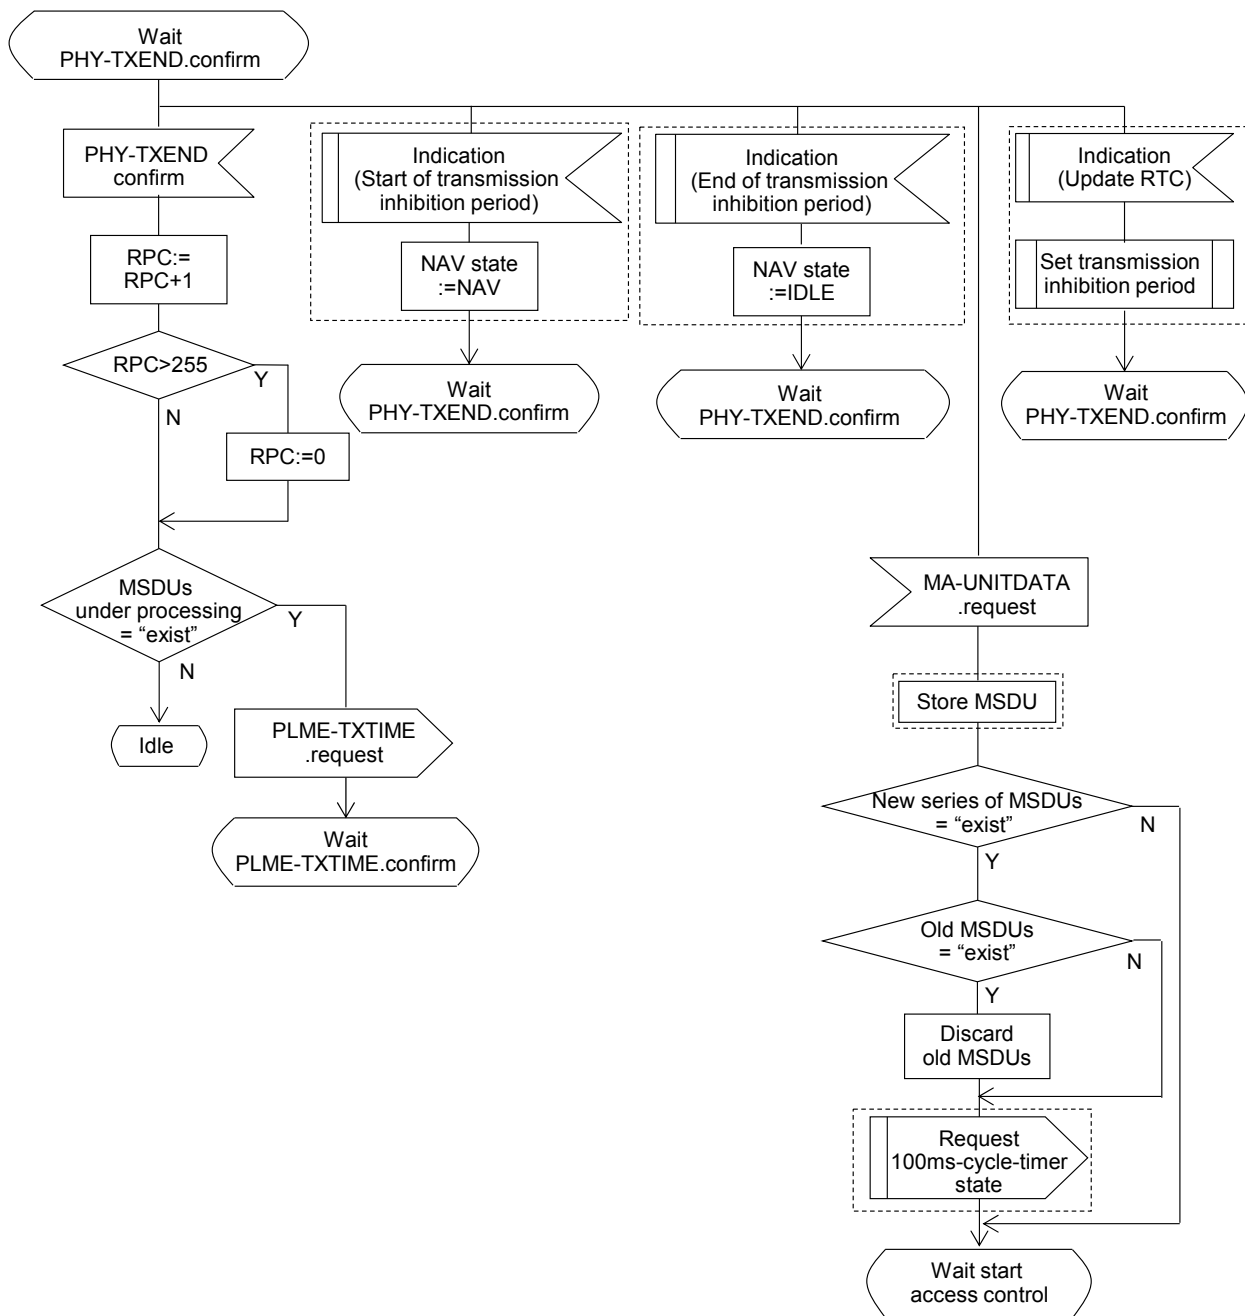 Wait
PHY-TXEND.confirm
PHY-TXEND
confirm
RPC:=
RPC+1
RPC>255
Y
N
RPC:=0
MSDUs
under processing
= “exist”
Y
N
Idle
PLME-TXTIME
.request
Wait
PLME-TXTIME.confirm
Indication
(Start of transmission
inhibition period)
NAV state
:=NAV
Wait
PHY-TXEND.confirm
Indication
(End of transmission
inhibition period)
NAV state
:=IDLE
Wait
PHY-TXEND.confirm
MA-UNITDATA
.request
Store MSDU
New series of MSDUs
= “exist”
N
Y
Old MSDUs
= “exist”
N
Y
Discard
old MSDUs
Request
100ms-cycle-timer
state
Wait start
access control
Indication
(Update RTC)
Set transmission
inhibition period
Wait
PHY-TXEND.confirm